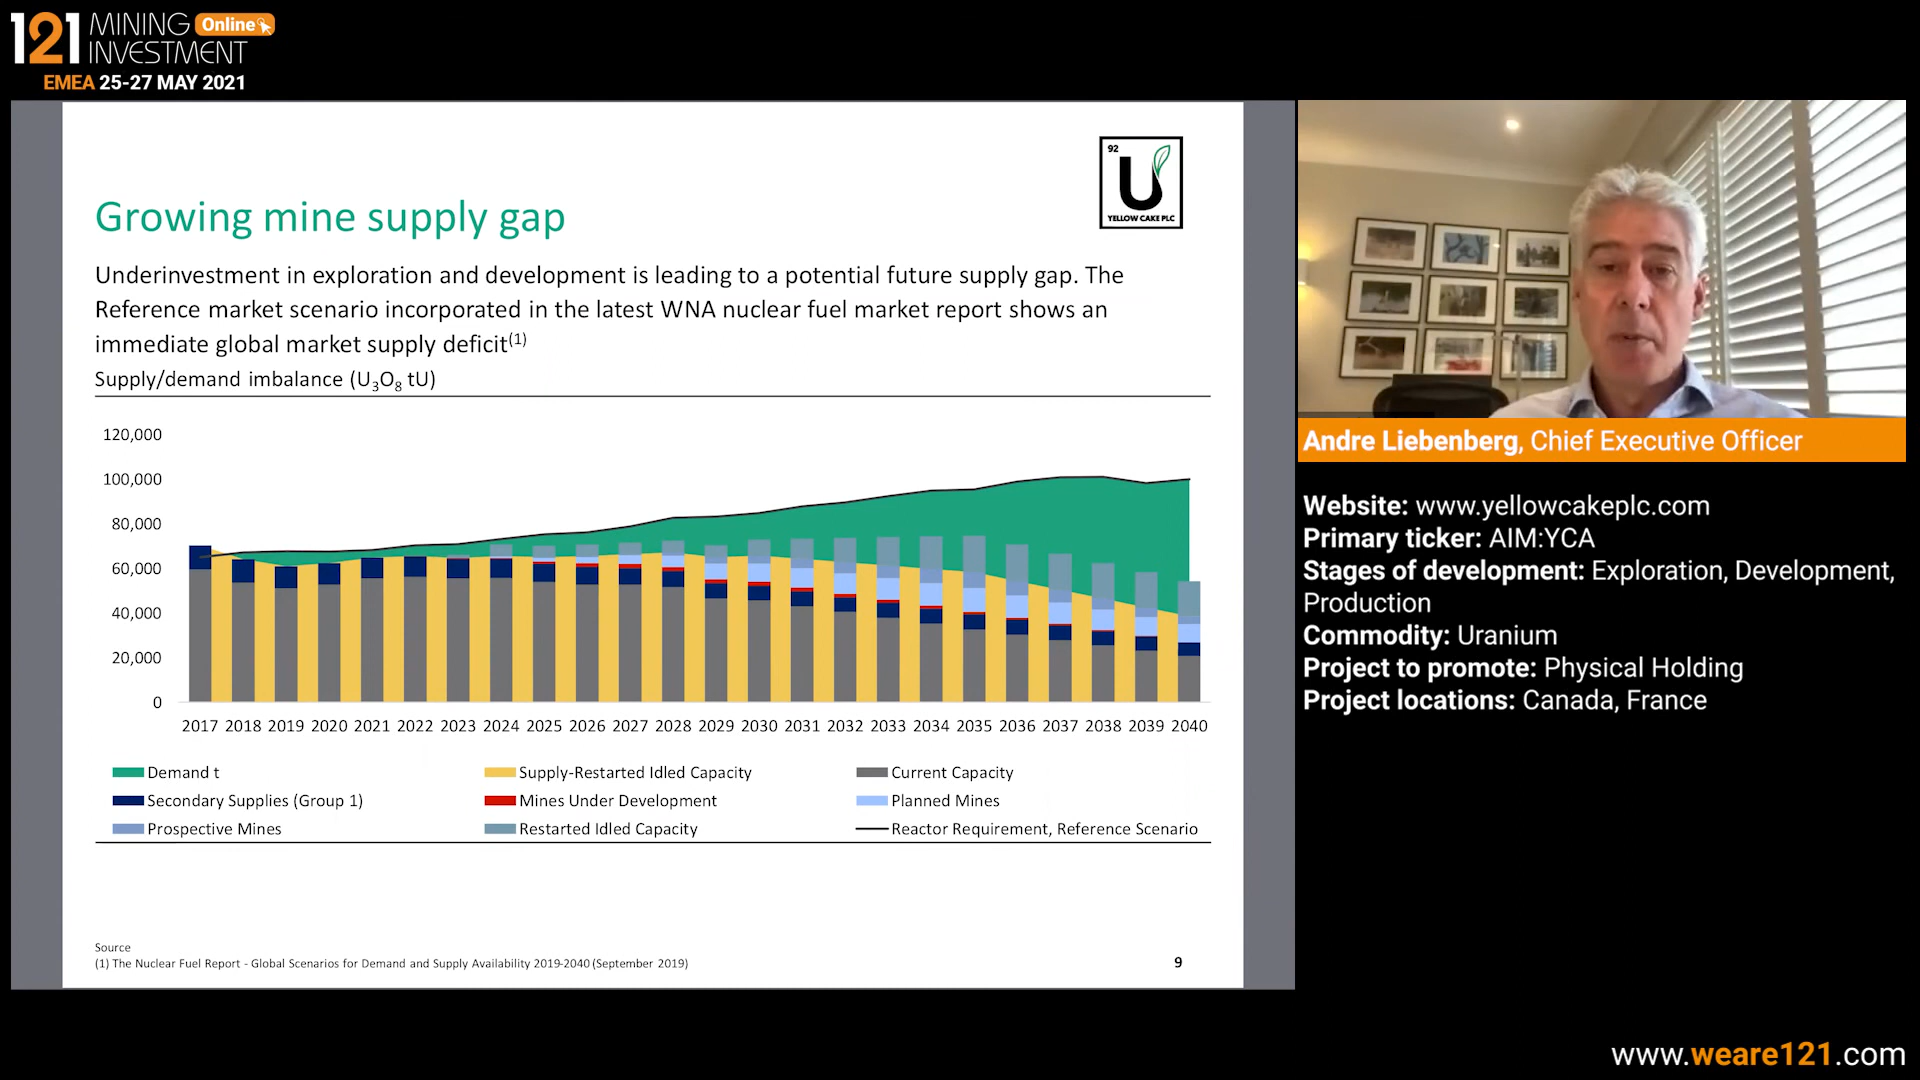 121 MINING Online
INVESTMENT
EMEA 25-27 MAY 2021
92
U
YELLOW CAKE PLC
Growing mine supply gap
Underinvestment in exploration and development is leading to a potential future supply gap. The
Reference market scenario incorporated in the latest WNA nuclear fuel market report shows an
immediate global market supply deficit(1)
Supply/demand imbalance (U3O8 tU)
120,000
100,000
80,000
60,000
40,000
20,000
0
2017 2018 2019 2020 2021 2022 2023 2024 2025 2026 2027 2028 2029 2030 2031 2032 2033 2034 2035 2036 2037 2038 2039 2040
Demand t Supply-Restarted Idled Capacity Current Capacity
Secondary Supplies (Group 1) Mines Under Development Planned Mines
Prospective Mines Restarted Idled Capacity Reactor Requirement, Reference Scenario
Source
(1) The Nuclear Fuel Report - Global Scenarios for Demand and Supply Availability 2019-2040 (September 2019)
9
Andre Liebenberg, Chief Executive Officer
Website: www.yellowcakeplc.com
Primary ticker: AIM:YCA
Stages of development: Exploration, Development,
Production
Commodity: Uranium
Project to promote: Physical Holding
Project locations: Canada, France
www.weare121.com